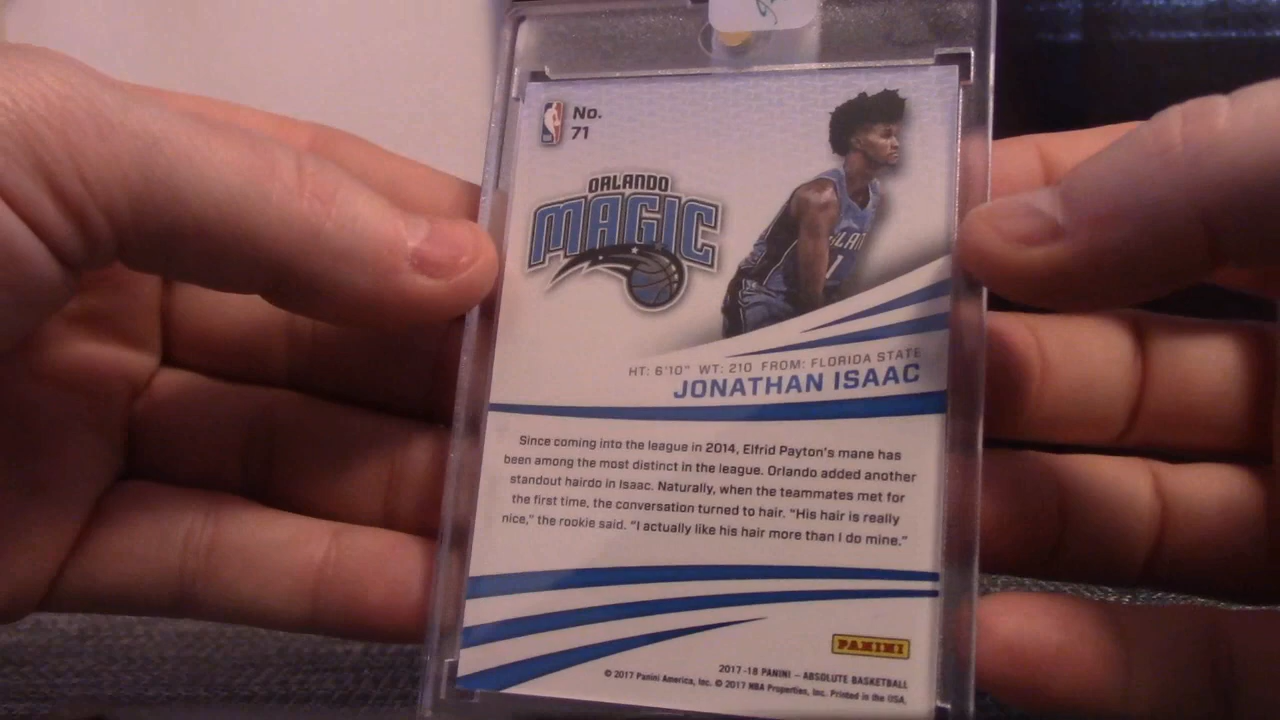 No.
71
ORLANDO
MAGIC
HT: 6'10" WT: 210 FROM: FLORIDA STATE
JONATHAN ISAAC
Since coming into the league in 2014, Elfrid Payton's mane has
been among the most distinct in the league. Orlando added another
standout hairdo in Isaac. Naturally, when the teammates met for
the first time, the conversation turned to hair. "His hair is really
nice," the rookie said. "I actually like his hair more than I do mine."
PANINI
2017-18 PANINI – ABSOLUTE BASKETBALL
© 2017 Panini America, Inc. © 2017 NBA Properties, Inc. Printed in the USA.